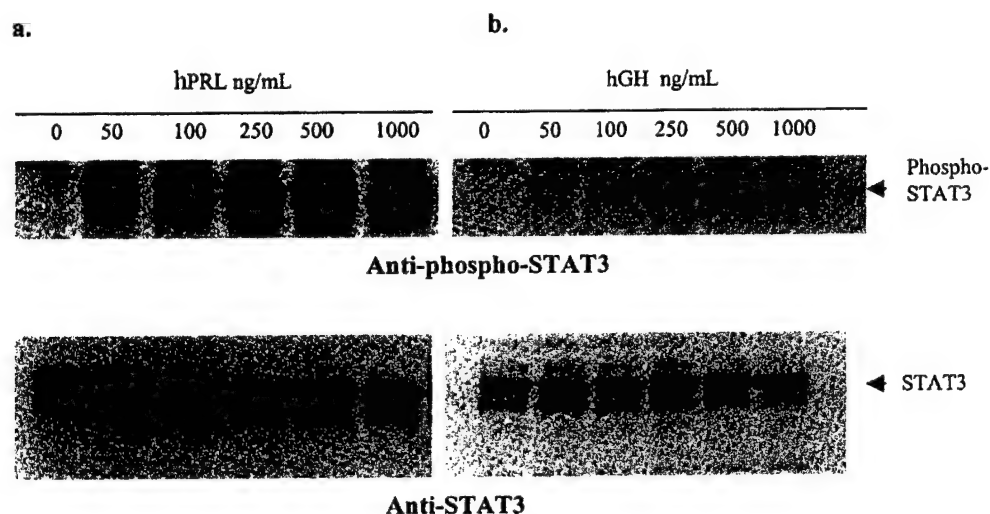 a.
b.
hPRL ng/mL
hGH ng/mL
0 50 100 250 500 1000
0 50 100 250 500 1000
Phospho-
STAT3
Anti-phospho-STAT3
STAT3
Anti-STAT3